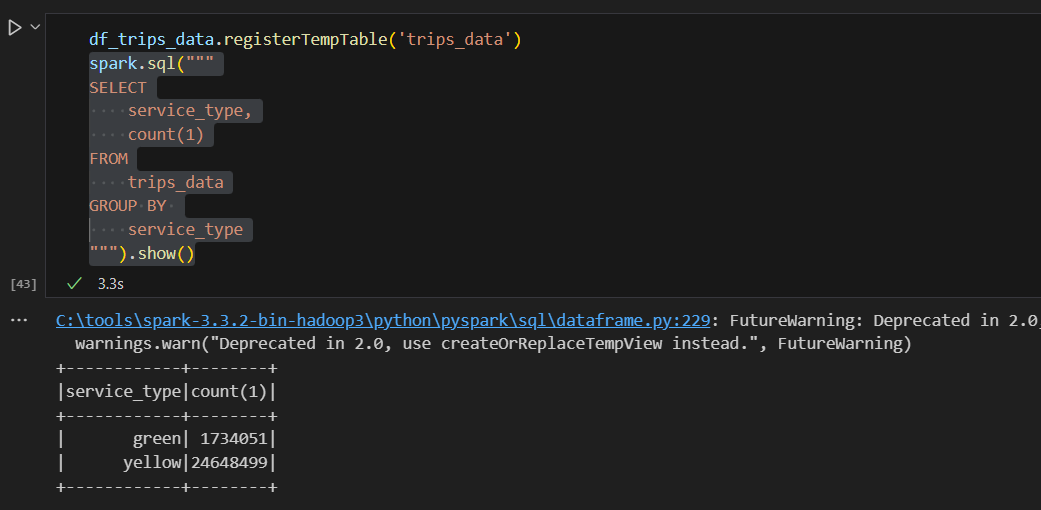 df_trips_data.registerTempTable('trips_data')
spark.sql("""
SELECT
    service_type,
    count(1)
FROM
    trips_data
GROUP BY
    service_type
""").show()
[43] 3.3s
C:\tools\spark-3.3.2-bin-hadoop3\python\pyspark\sql\dataframe.py:229: FutureWarning: Deprecated in 2.0,
  warnings.warn("Deprecated in 2.0, use createOrReplaceTempView instead.", FutureWarning)
+------------+--------+
|service_type|count(1)|
+------------+--------+
|       green| 1734051|
|      yellow|24648499|
+------------+--------+